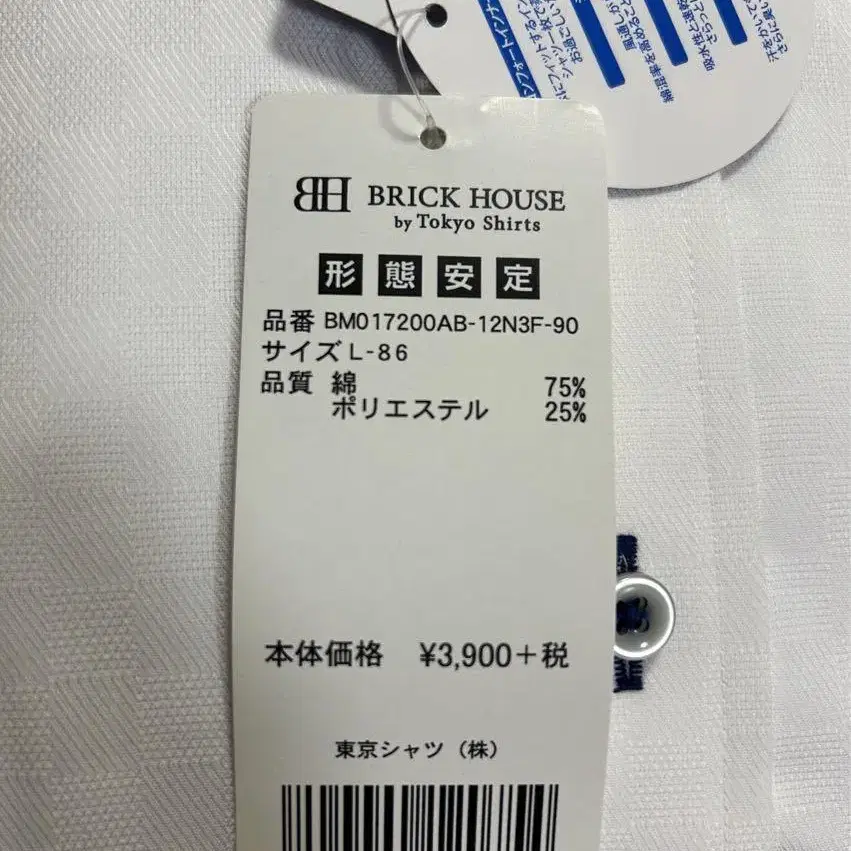 BH BRICK HOUSE
by Tokyo Shirts
形態安定
品番 BM017200AB-12N3F-90
サイズ L-86
品質 綿 75%
ポリエステル 25%
本体価格 ¥3,900+税
東京シャツ（株）